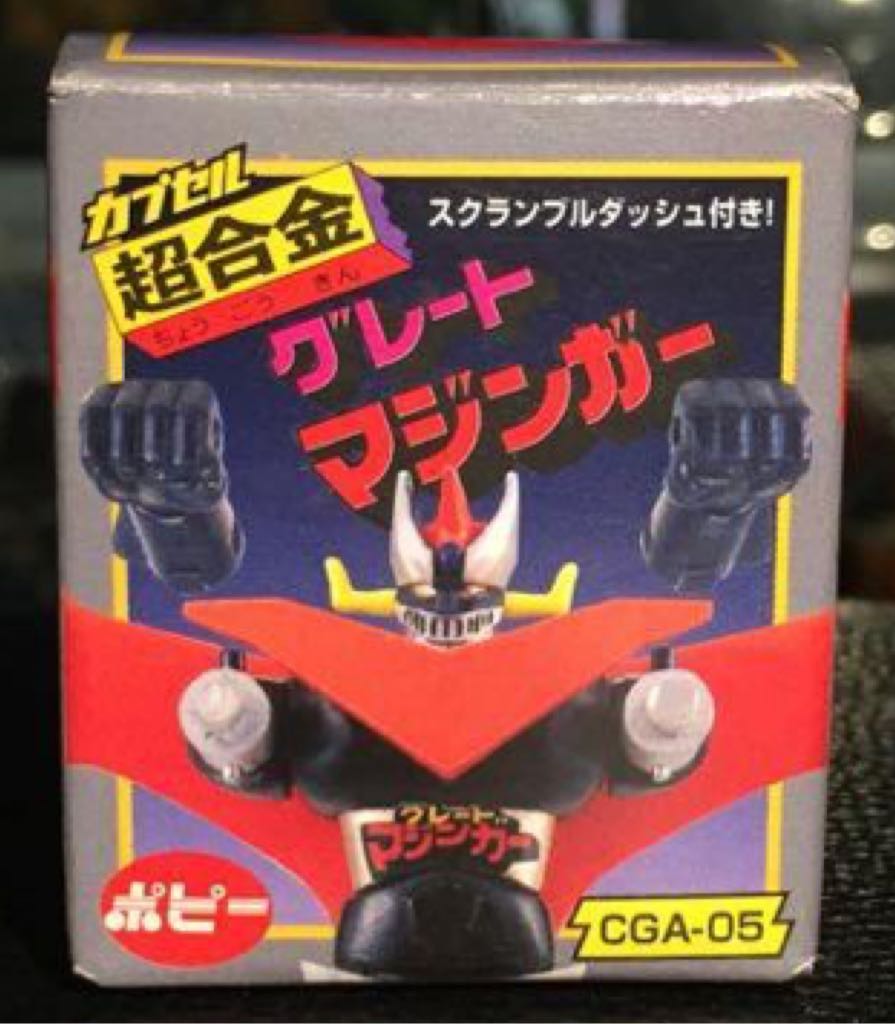 カプセル
超合金
ちょう ごう きん
スクランブルダッシュ付き!
グレート
マジンガー
グレート
マジンガー
ポピー
CGA-05